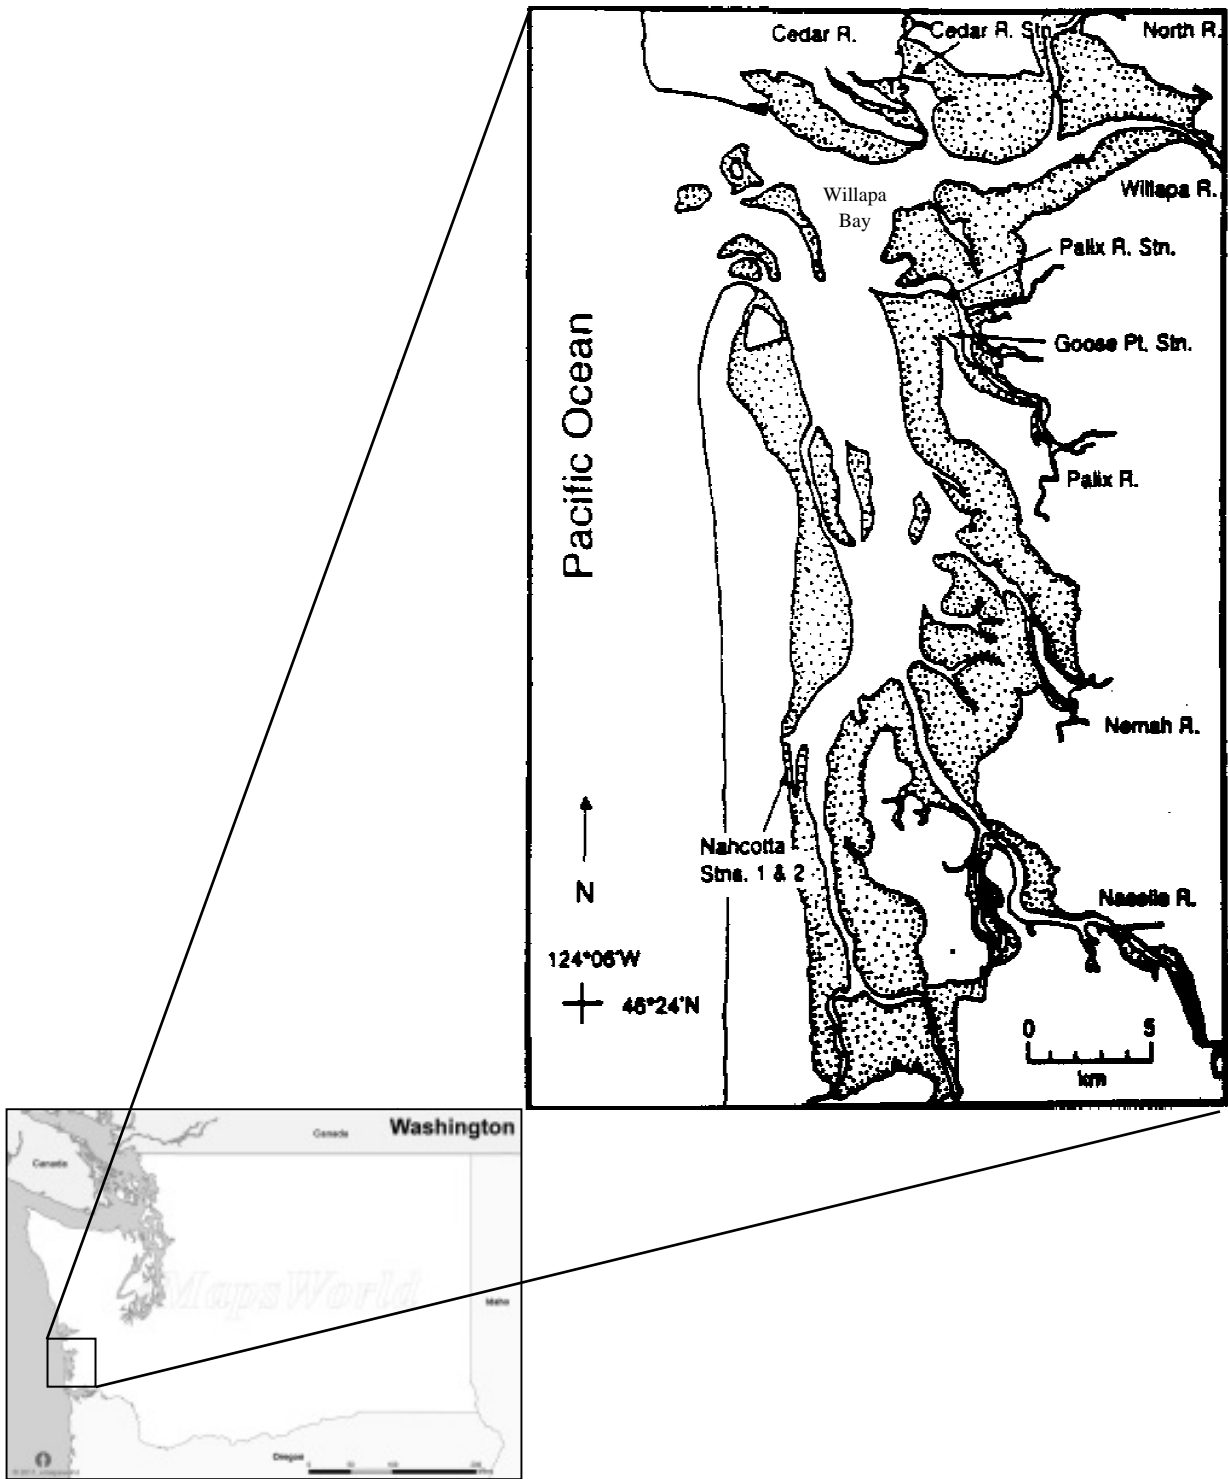 Cedar R.
Cedar R. Stn.
North R.
Willapa
Bay
Willapa R.
Palix R. Stn.
Goose Pt. Stn.
Pacific Ocean
Palix R.
Nemah R.
Nahcotta
Stns. 1 & 2
N
Naselle R.
124°06'W
46°24'N
0 5
km
Washington
Canada
Canada
MapsWorld
Idaho
Oregon
0